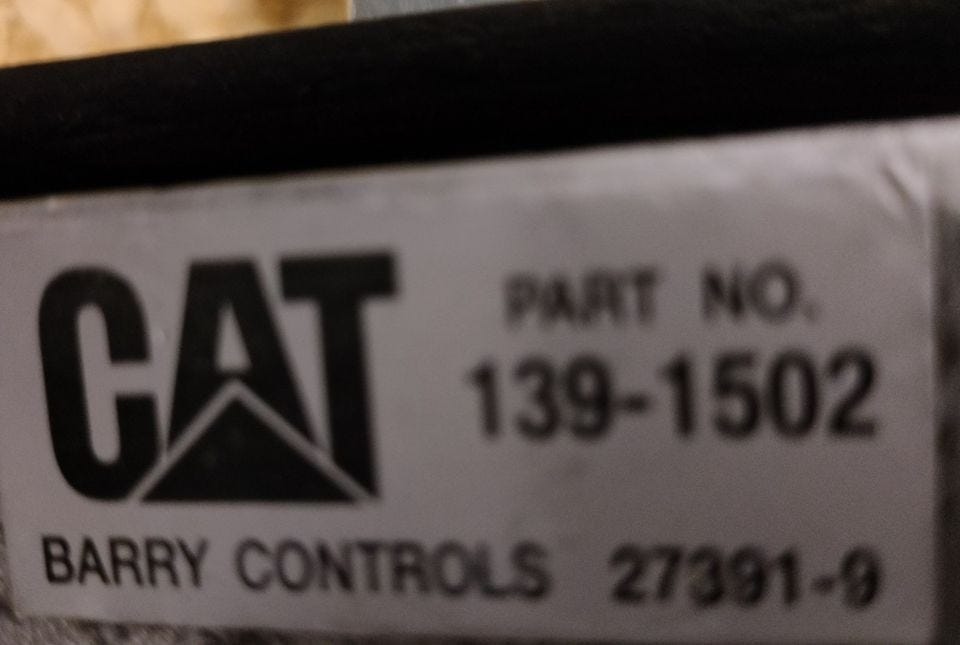 CAT
PART NO.
139-1502
BARRY CONTROLS 27391-9